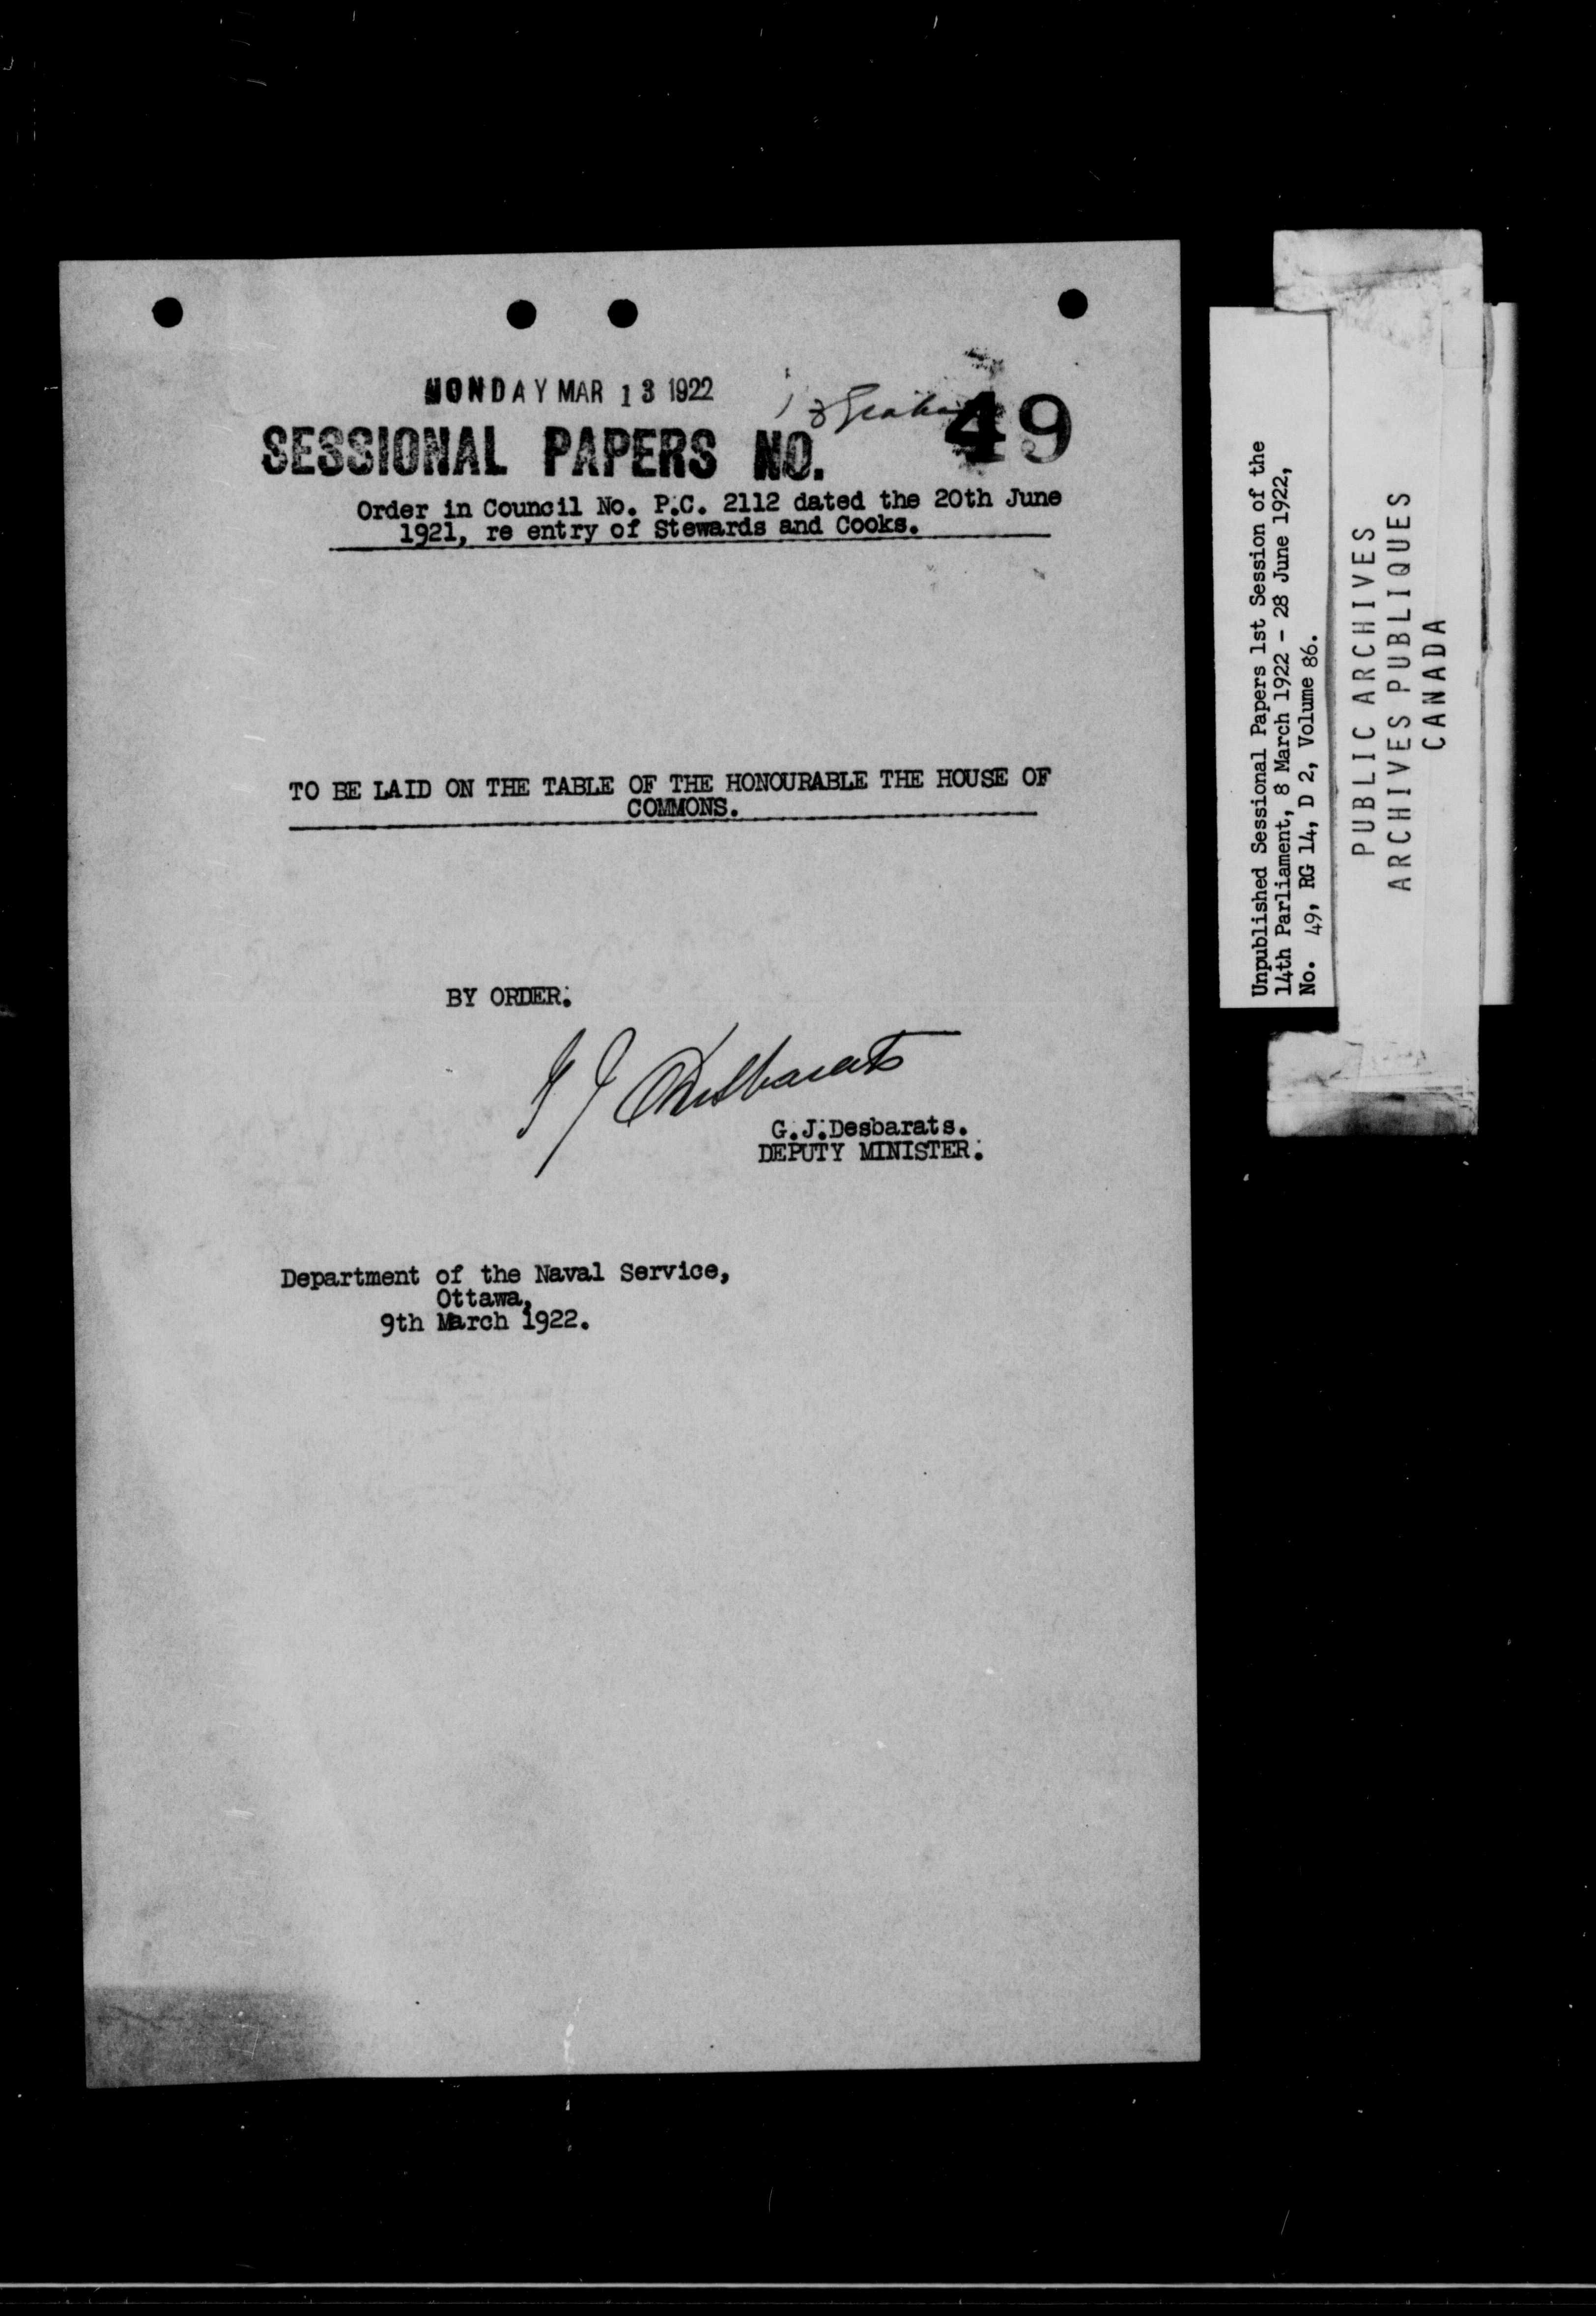 MONDAY MAR 13 1922
SESSIONAL PAPERS NO. 49
Order in Council No. P.C. 2112 dated the 20th June
1921, re entry of Stewards and Cooks.
TO BE LAID ON THE TABLE OF THE HONOURABLE THE HOUSE OF
COMMONS.
BY ORDER.
G J Desbarats
G.J.Desbarats.
DEPUTY MINISTER.
Department of the Naval Service,
Ottawa,
9th March 1922.
Unpublished Sessional Papers 1st Session of the
14th Parliament, 8 March 1922 - 28 June 1922,
No. 49, RG 14, D 2, Volume 86.
PUBLIC ARCHIVES
ARCHIVES PUBLIQUES
CANADA